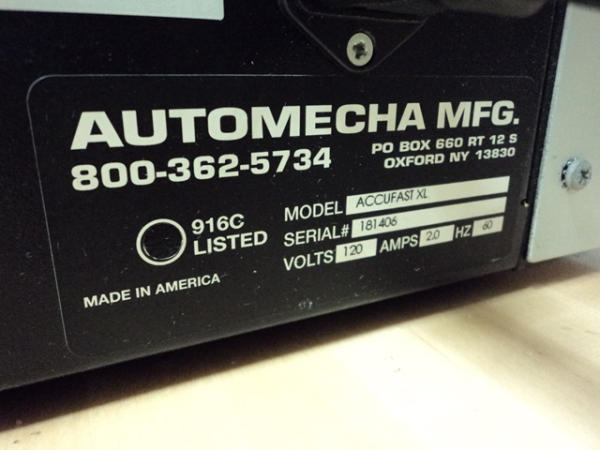 AUTOMECHA MFG.
800-362-5734
PO BOX 660 RT 12 S
OXFORD NY 13830
916C
LISTED
MODEL ACCUFAST XL
SERIAL# 181406
VOLTS 120 AMPS 2.0 HZ 60
MADE IN AMERICA